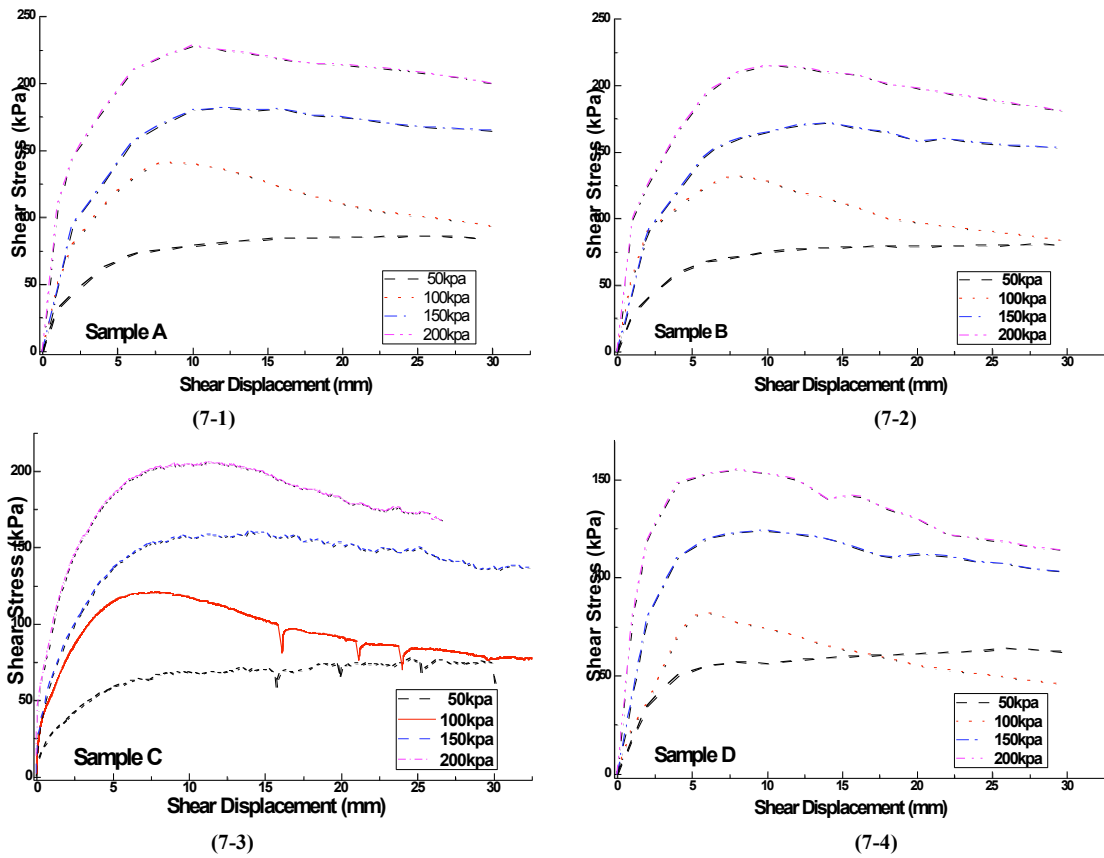 Shear Stress (kPa)
250
200
150
100
50
0
50kpa
100kpa
150kpa
200kpa
Sample A
0 5 10 15 20 25 30
Shear Displacement (mm)
(7-1)
Shear Stress (kPa)
250
200
150
100
50
0
50kpa
100kpa
150kpa
200kpa
Sample B
0 5 10 15 20 25 30
Shear Displacement (mm)
(7-2)
Shear Stress (kPa)
200
150
100
50
0
50kpa
100kpa
150kpa
200kpa
Sample C
0 5 10 15 20 25 30
Shear Displacement (mm)
(7-3)
Shear Stress (kPa)
150
100
50
0
50kpa
100kpa
150kpa
200kpa
Sample D
0 5 10 15 20 25 30
Shear Displacement (mm)
(7-4)